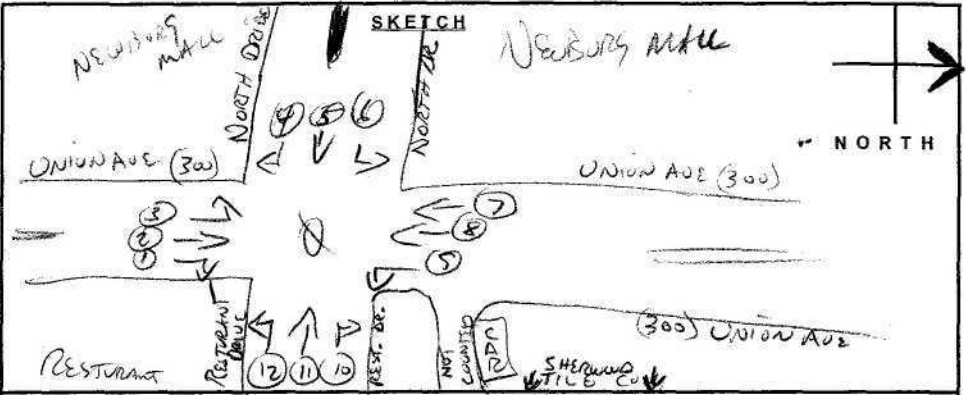 SKETCH
NEWBURG
MALL
NORTH DRIVE
NORTH DR.
NEWBURG MALL
NORTH
4 5 6
UNION AVE (300)
UNION AVE (300)
3
2
1
7
8
5
RESTURANT
DRIVE
REST. DR.
NOT
COUNTED
(300) UNION AVE
RESTURANT
12 11 10
SHERWOOD
TILE CO